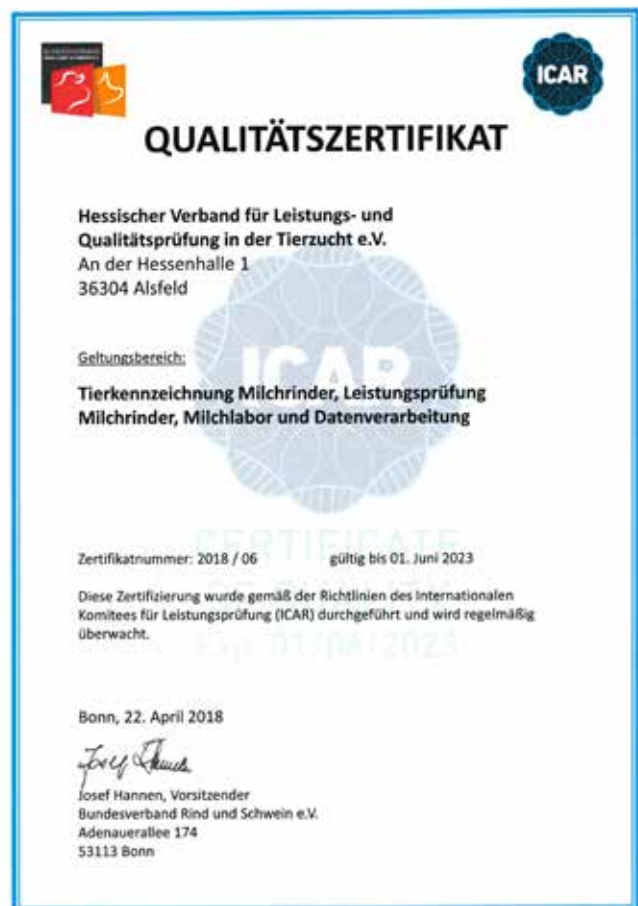 ICAR
QUALITÄTSZERTIFIKAT
Hessischer Verband für Leistungs- und
Qualitätsprüfung in der Tierzucht e.V.
An der Hessenhalle 1
36304 Alsfeld
ICAR
Geltungsbereich:
Tierkennzeichnung Milchrinder, Leistungsprüfung
Milchrinder, Milchlabor und Datenverarbeitung
CERTIFICATE
Zertifikatnummer: 2018 / 06 gültig bis 01. Juni 2023
OF QUALITY
Diese Zertifizierung wurde gemäß der Richtlinien des Internationalen
Komitees für Leistungsprüfung (ICAR) durchgeführt und wird regelmäßig
überwacht.
Exp. 01/06/2023
Bonn, 22. April 2018
Josef Hannen, Vorsitzender
Bundesverband Rind und Schwein e.V.
Adenauerallee 174
53113 Bonn